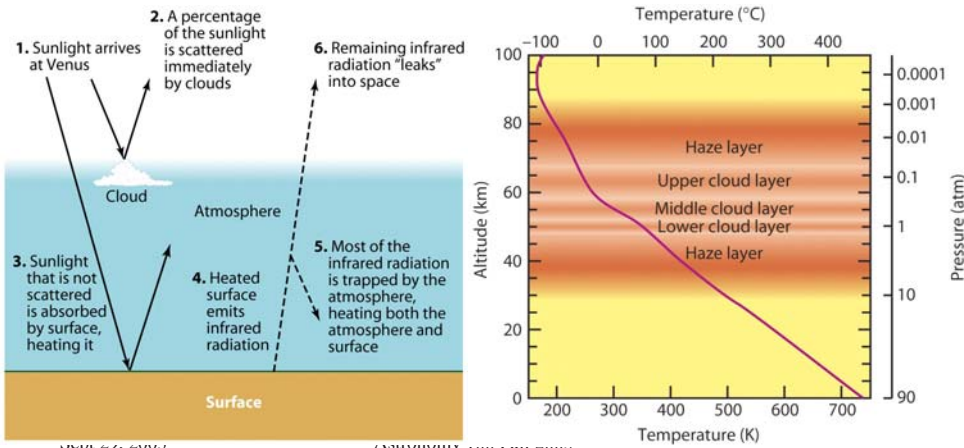 1. Sunlight arrives
at Venus
2. A percentage
of the sunlight
is scattered
immediately
by clouds
6. Remaining infrared
radiation “leaks”
into space
Cloud
Atmosphere
3. Sunlight
that is not
scattered
is absorbed
by surface,
heating it
4. Heated
surface
emits
infrared
radiation
5. Most of the
infrared radiation
is trapped by the
atmosphere,
heating both the
atmosphere and
surface
Surface
Temperature (°C)
−100 0 100 200 300 400
Altitude (km)
100
80
60
40
20
0
Haze layer
Upper cloud layer
Middle cloud layer
Lower cloud layer
Haze layer
0.0001
0.001
0.01
0.1
1
10
90
Pressure (atm)
200 300 400 500 600 700
Temperature (K)